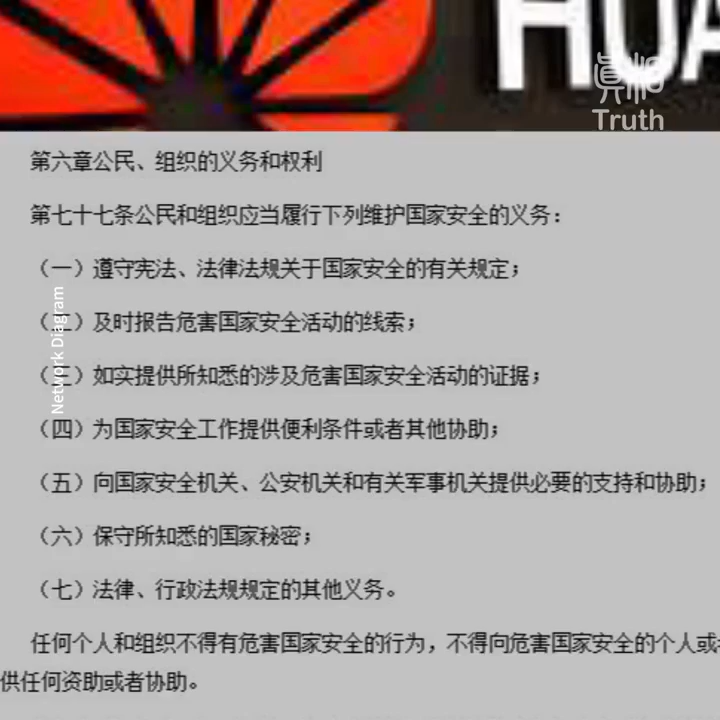 HUA
真相
Truth
第六章公民、组织的义务和权利
第七十七条公民和组织应当履行下列维护国家安全的义务：
（一）遵守宪法、法律法规关于国家安全的有关规定；
（二）及时报告危害国家安全活动的线索；
（三）如实提供所知悉的涉及危害国家安全活动的证据；
（四）为国家安全工作提供便利条件或者其他协助；
（五）向国家安全机关、公安机关和有关军事机关提供必要的支持和协助；
（六）保守所知悉的国家秘密；
（七）法律、行政法规规定的其他义务。
任何个人和组织不得有危害国家安全的行为，不得向危害国家安全的个人或
供任何资助或者协助。
Network Diagram